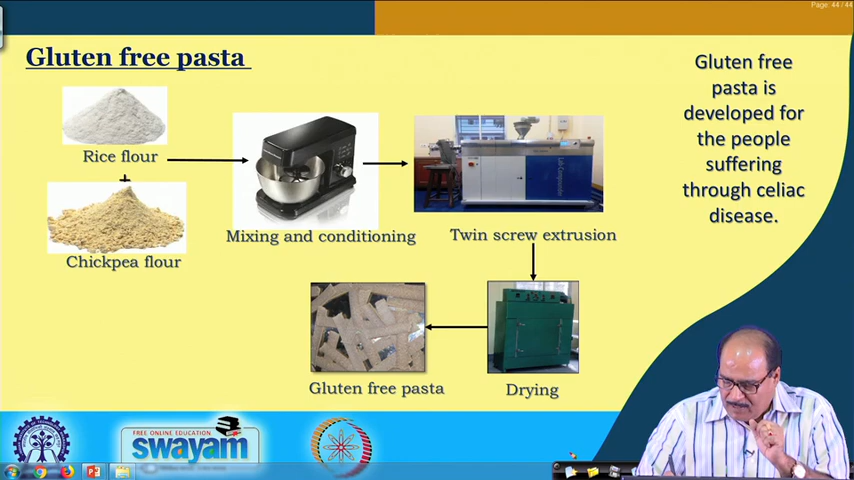 Page: 44 / 44
Gluten free pasta
Rice flour
+
Chickpea flour
Mixing and conditioning
Twin screw extrusion
Drying
Gluten free pasta
Gluten free
pasta is
developed for
the people
suffering
through celiac
disease.
FREE ONLINE EDUCATION
swayam